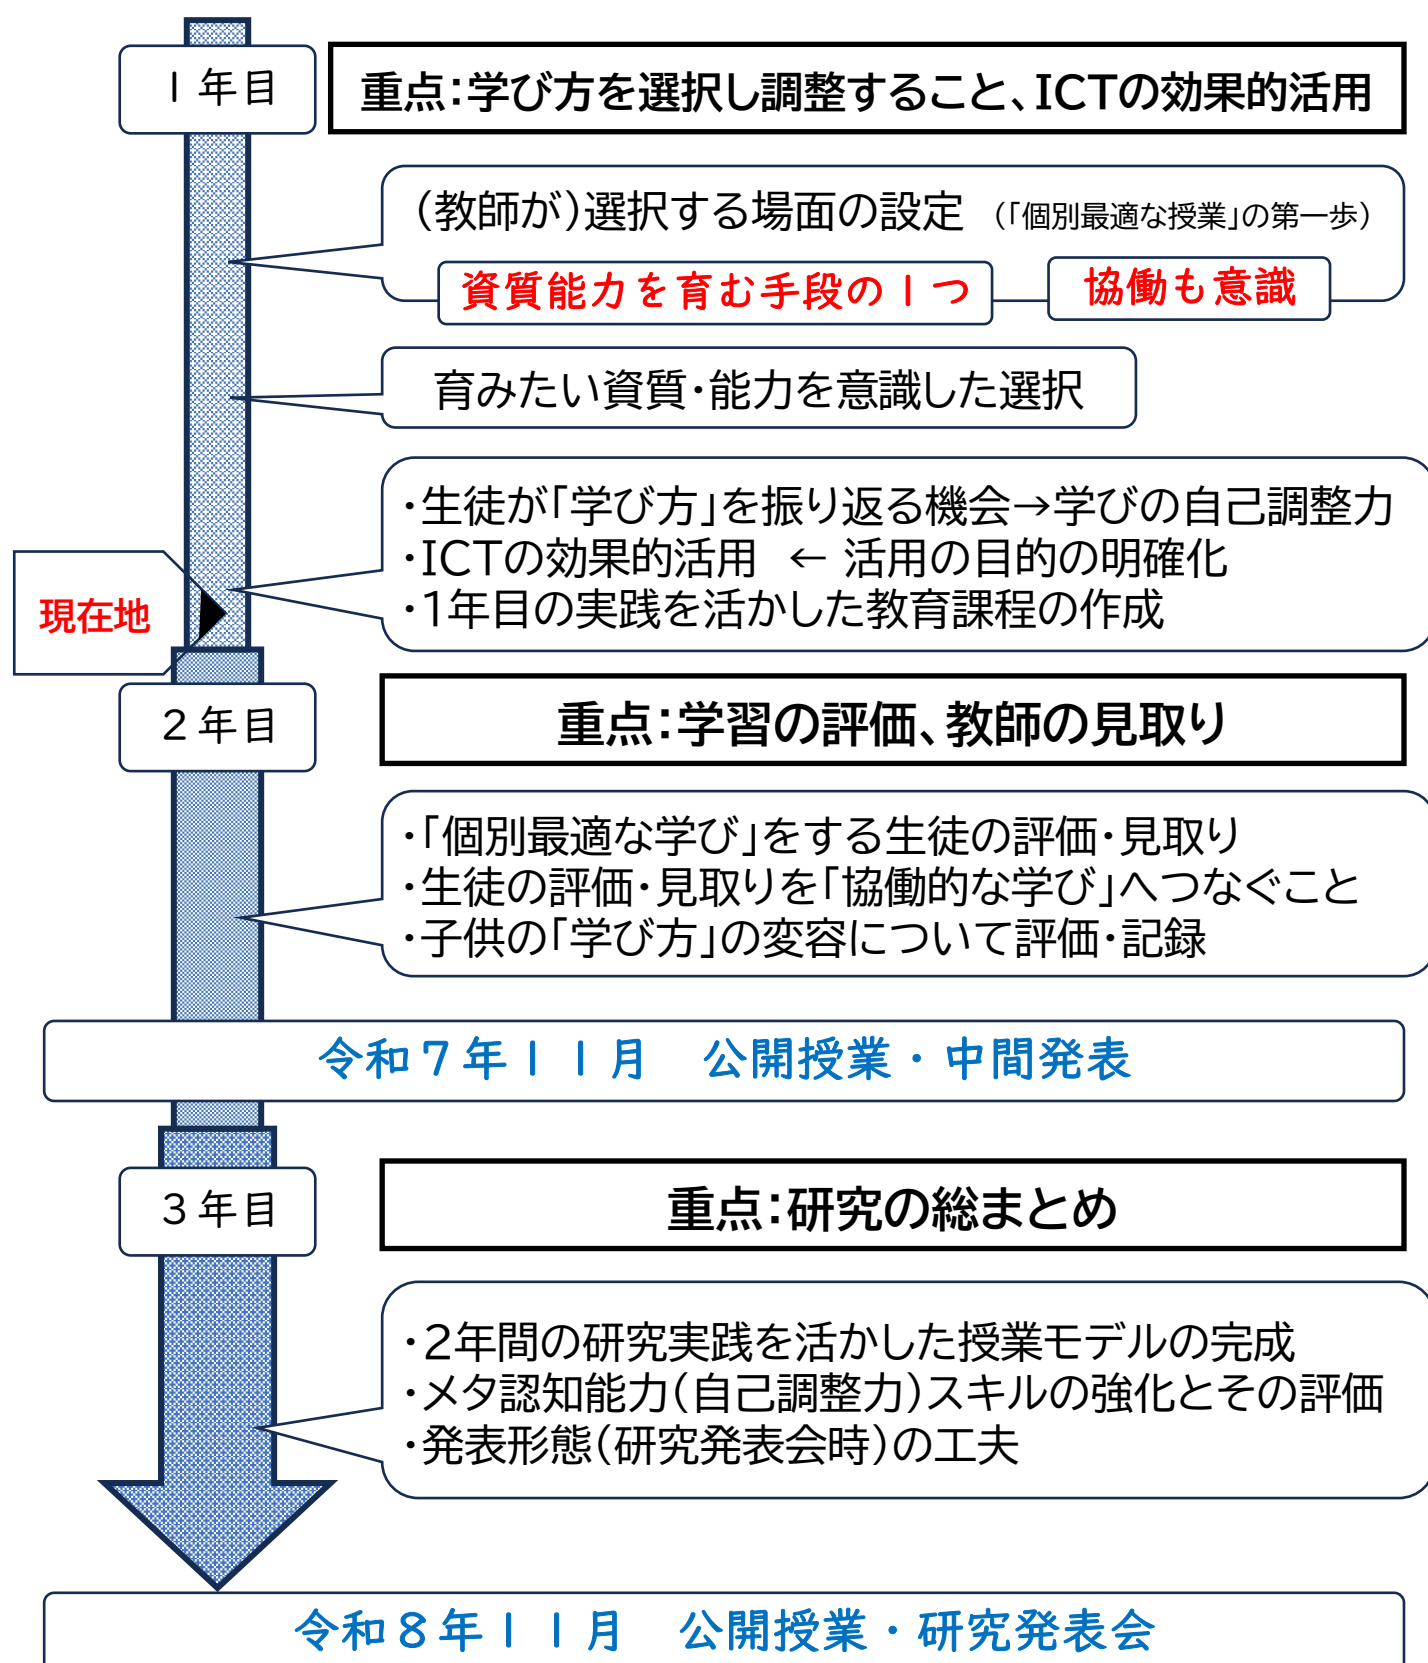 １年目
重点：学び方を選択し調整すること、ICTの効果的活用
（教師が）選択する場面の設定　（「個別最適な授業」の第一歩）
資質能力を育む手段の１つ
協働も意識
育みたい資質・能力を意識した選択
・生徒が「学び方」を振り返る機会→学びの自己調整力
・ICTの効果的活用　← 活用の目的の明確化
・1年目の実践を活かした教育課程の作成
現在地
２年目
重点：学習の評価、教師の見取り
・「個別最適な学び」をする生徒の評価・見取り
・生徒の評価・見取りを「協働的な学び」へつなぐこと
・子供の「学び方」の変容について評価・記録
令和７年１１月　公開授業・中間発表
３年目
重点：研究の総まとめ
・2年間の研究実践を活かした授業モデルの完成
・メタ認知能力（自己調整力）スキルの強化とその評価
・発表形態（研究発表会時）の工夫
令和８年１１月　公開授業・研究発表会